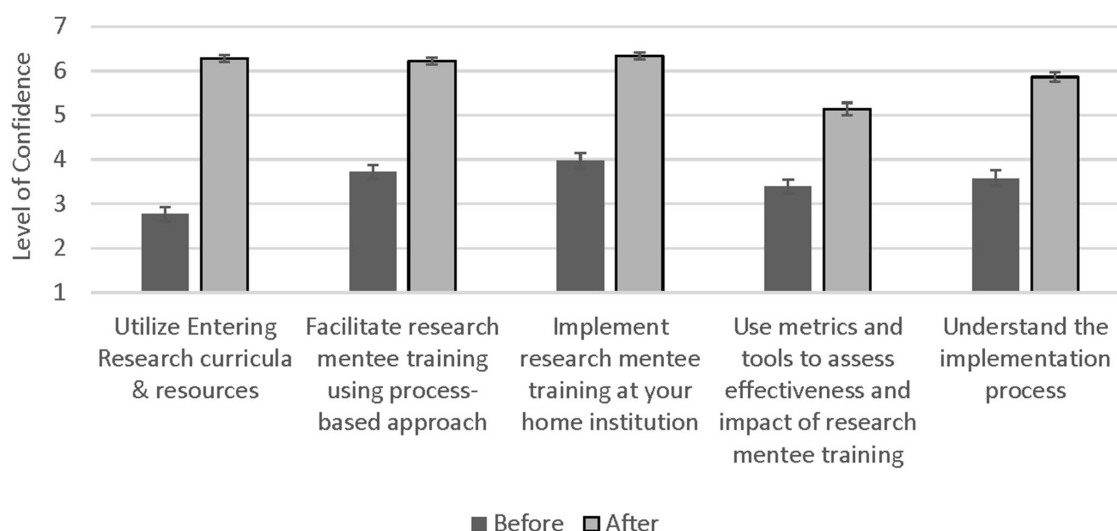 7
6
5
4
3
2
1
Level of Confidence
Utilize Entering
Research curricula
& resources
Facilitate research
mentee training
using process-
based approach
Implement
research mentee
training at your
home institution
Use metrics and
tools to assess
effectiveness and
impact of research
mentee training
Understand the
implementation
process
Before After